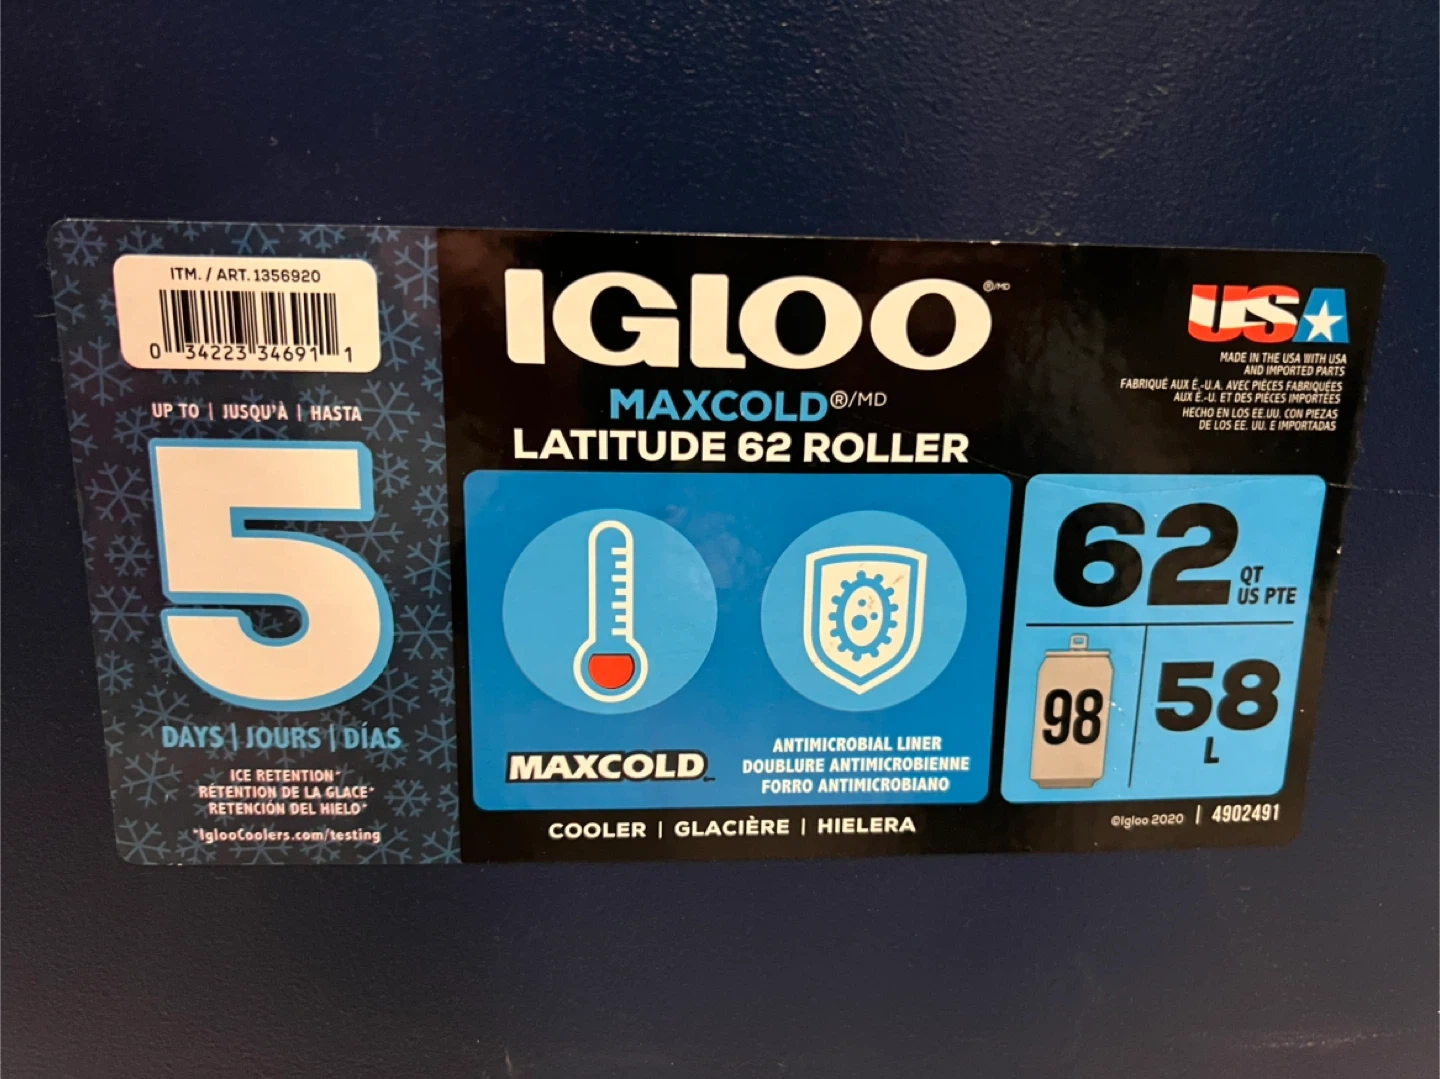 ITM. / ART. 1356920
0 34223 34691 1
UP TO | JUSQU'À | HASTA
5
DAYS | JOURS | DÍAS
ICE RETENTION*
RÉTENTION DE LA GLACE*
RETENCIÓN DEL HIELO*
*IglooCoolers.com/testing
IGLOO®/MD
MAXCOLD®/MD
LATITUDE 62 ROLLER
MAXCOLD
ANTIMICROBIAL LINER
DOUBLURE ANTIMICROBIENNE
FORRO ANTIMICROBIANO
COOLER | GLACIÈRE | HIELERA
USA
MADE IN THE USA WITH USA
AND IMPORTED PARTS
FABRIQUÉ AUX É.-U.A. AVEC PIÈCES FABRIQUÉES
AUX É.-U. ET DES PIÈCES IMPORTÉES
HECHO EN LOS EE.UU. CON PIEZAS
DE LOS EE. UU. E IMPORTADAS
62 QT
US PTE
98
58
L
©Igloo 2020 | 4902491